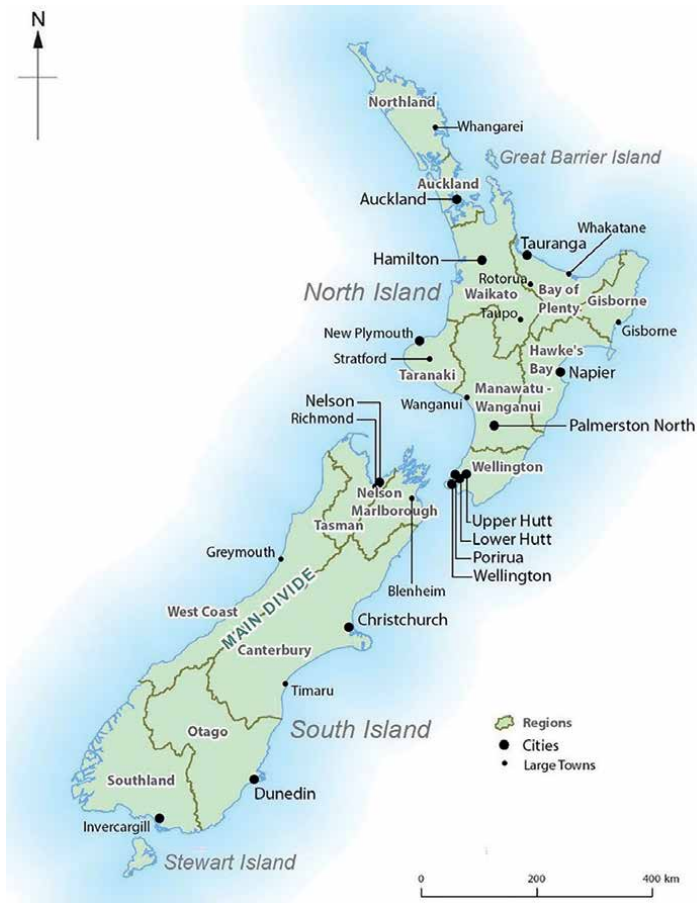 N
Northland
Whangarei
Great Barrier Island
Auckland
Auckland
Whakatane
Tauranga
Hamilton
Rotorua
Bay of
Plenty
Waikato
Gisborne
North Island
Taupo
Gisborne
New Plymouth
Hawke's
Bay
Stratford
Taranaki
Napier
Manawatu -
Wanganui
Nelson
Wanganui
Richmond
Palmerston North
Wellington
Nelson
Marlborough
Tasman
Upper Hutt
Lower Hutt
Porirua
Wellington
Greymouth
Blenheim
MAIN-DIVIDE
West Coast
Christchurch
Canterbury
Timaru
South Island
Otago
Southland
Dunedin
Invercargill
Stewart Island
Regions
Cities
Large Towns
0 200 400 km